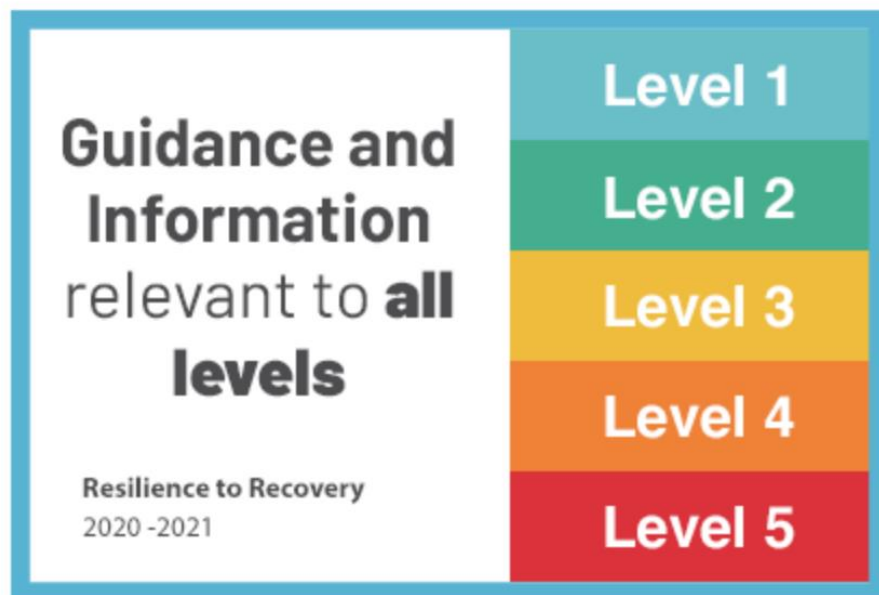 Guidance and
Information
relevant to all
levels
Resilience to Recovery
2020 -2021
Level 1
Level 2
Level 3
Level 4
Level 5